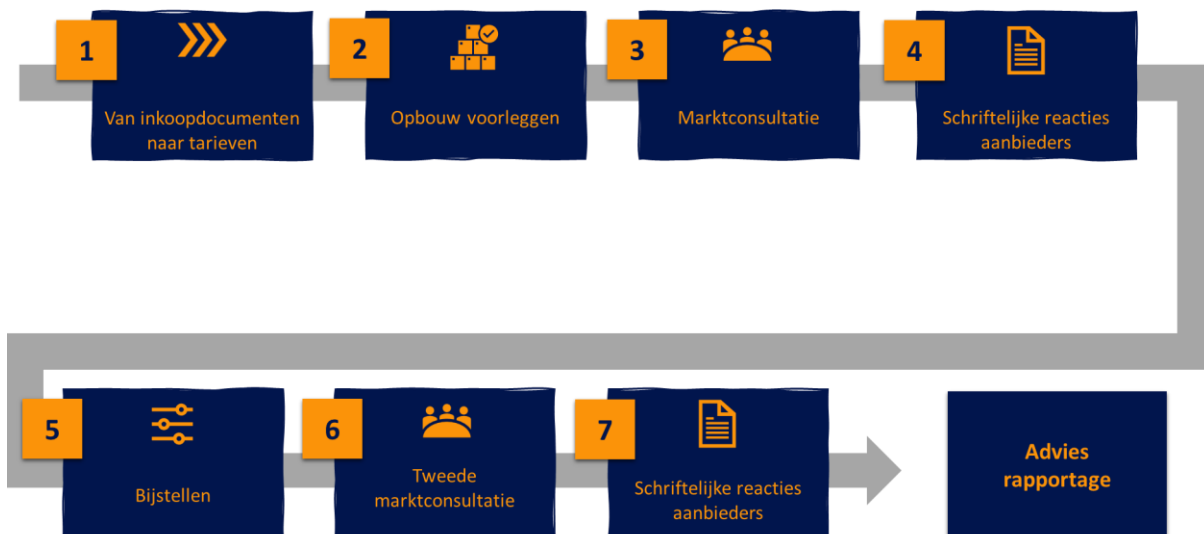 1
Van inkoopdocumenten
naar tarieven
2
Opbouw voorleggen
3
Marktconsultatie
4
Schriftelijke reacties
aanbieders
5
Bijstellen
6
Tweede
marktconsultatie
7
Schriftelijke reacties
aanbieders
Advies
rapportage